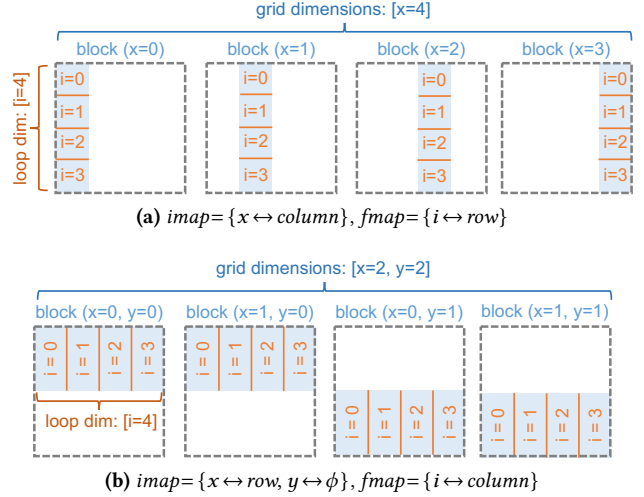 grid dimensions: [x=4]
block (x=0) block (x=1) block (x=2) block (x=3)
loop dim: [i=4]
i=0 i=0 i=0 i=0
i=1 i=1 i=1 i=1
i=2 i=2 i=2 i=2
i=3 i=3 i=3 i=3
(a) imap={x↔column}, fmap={i↔row}
grid dimensions: [x=2, y=2]
block (x=0, y=0) block (x=1, y=0) block (x=0, y=1) block (x=1, y=1)
i = 0 i = 1 i = 2 i = 3 i = 0 i = 1 i = 2 i = 3
loop dim: [i=4]
i = 0 i = 1 i = 2 i = 3 i = 0 i = 1 i = 2 i = 3
(b) imap={x↔row, y↔ϕ}, fmap={i↔column}